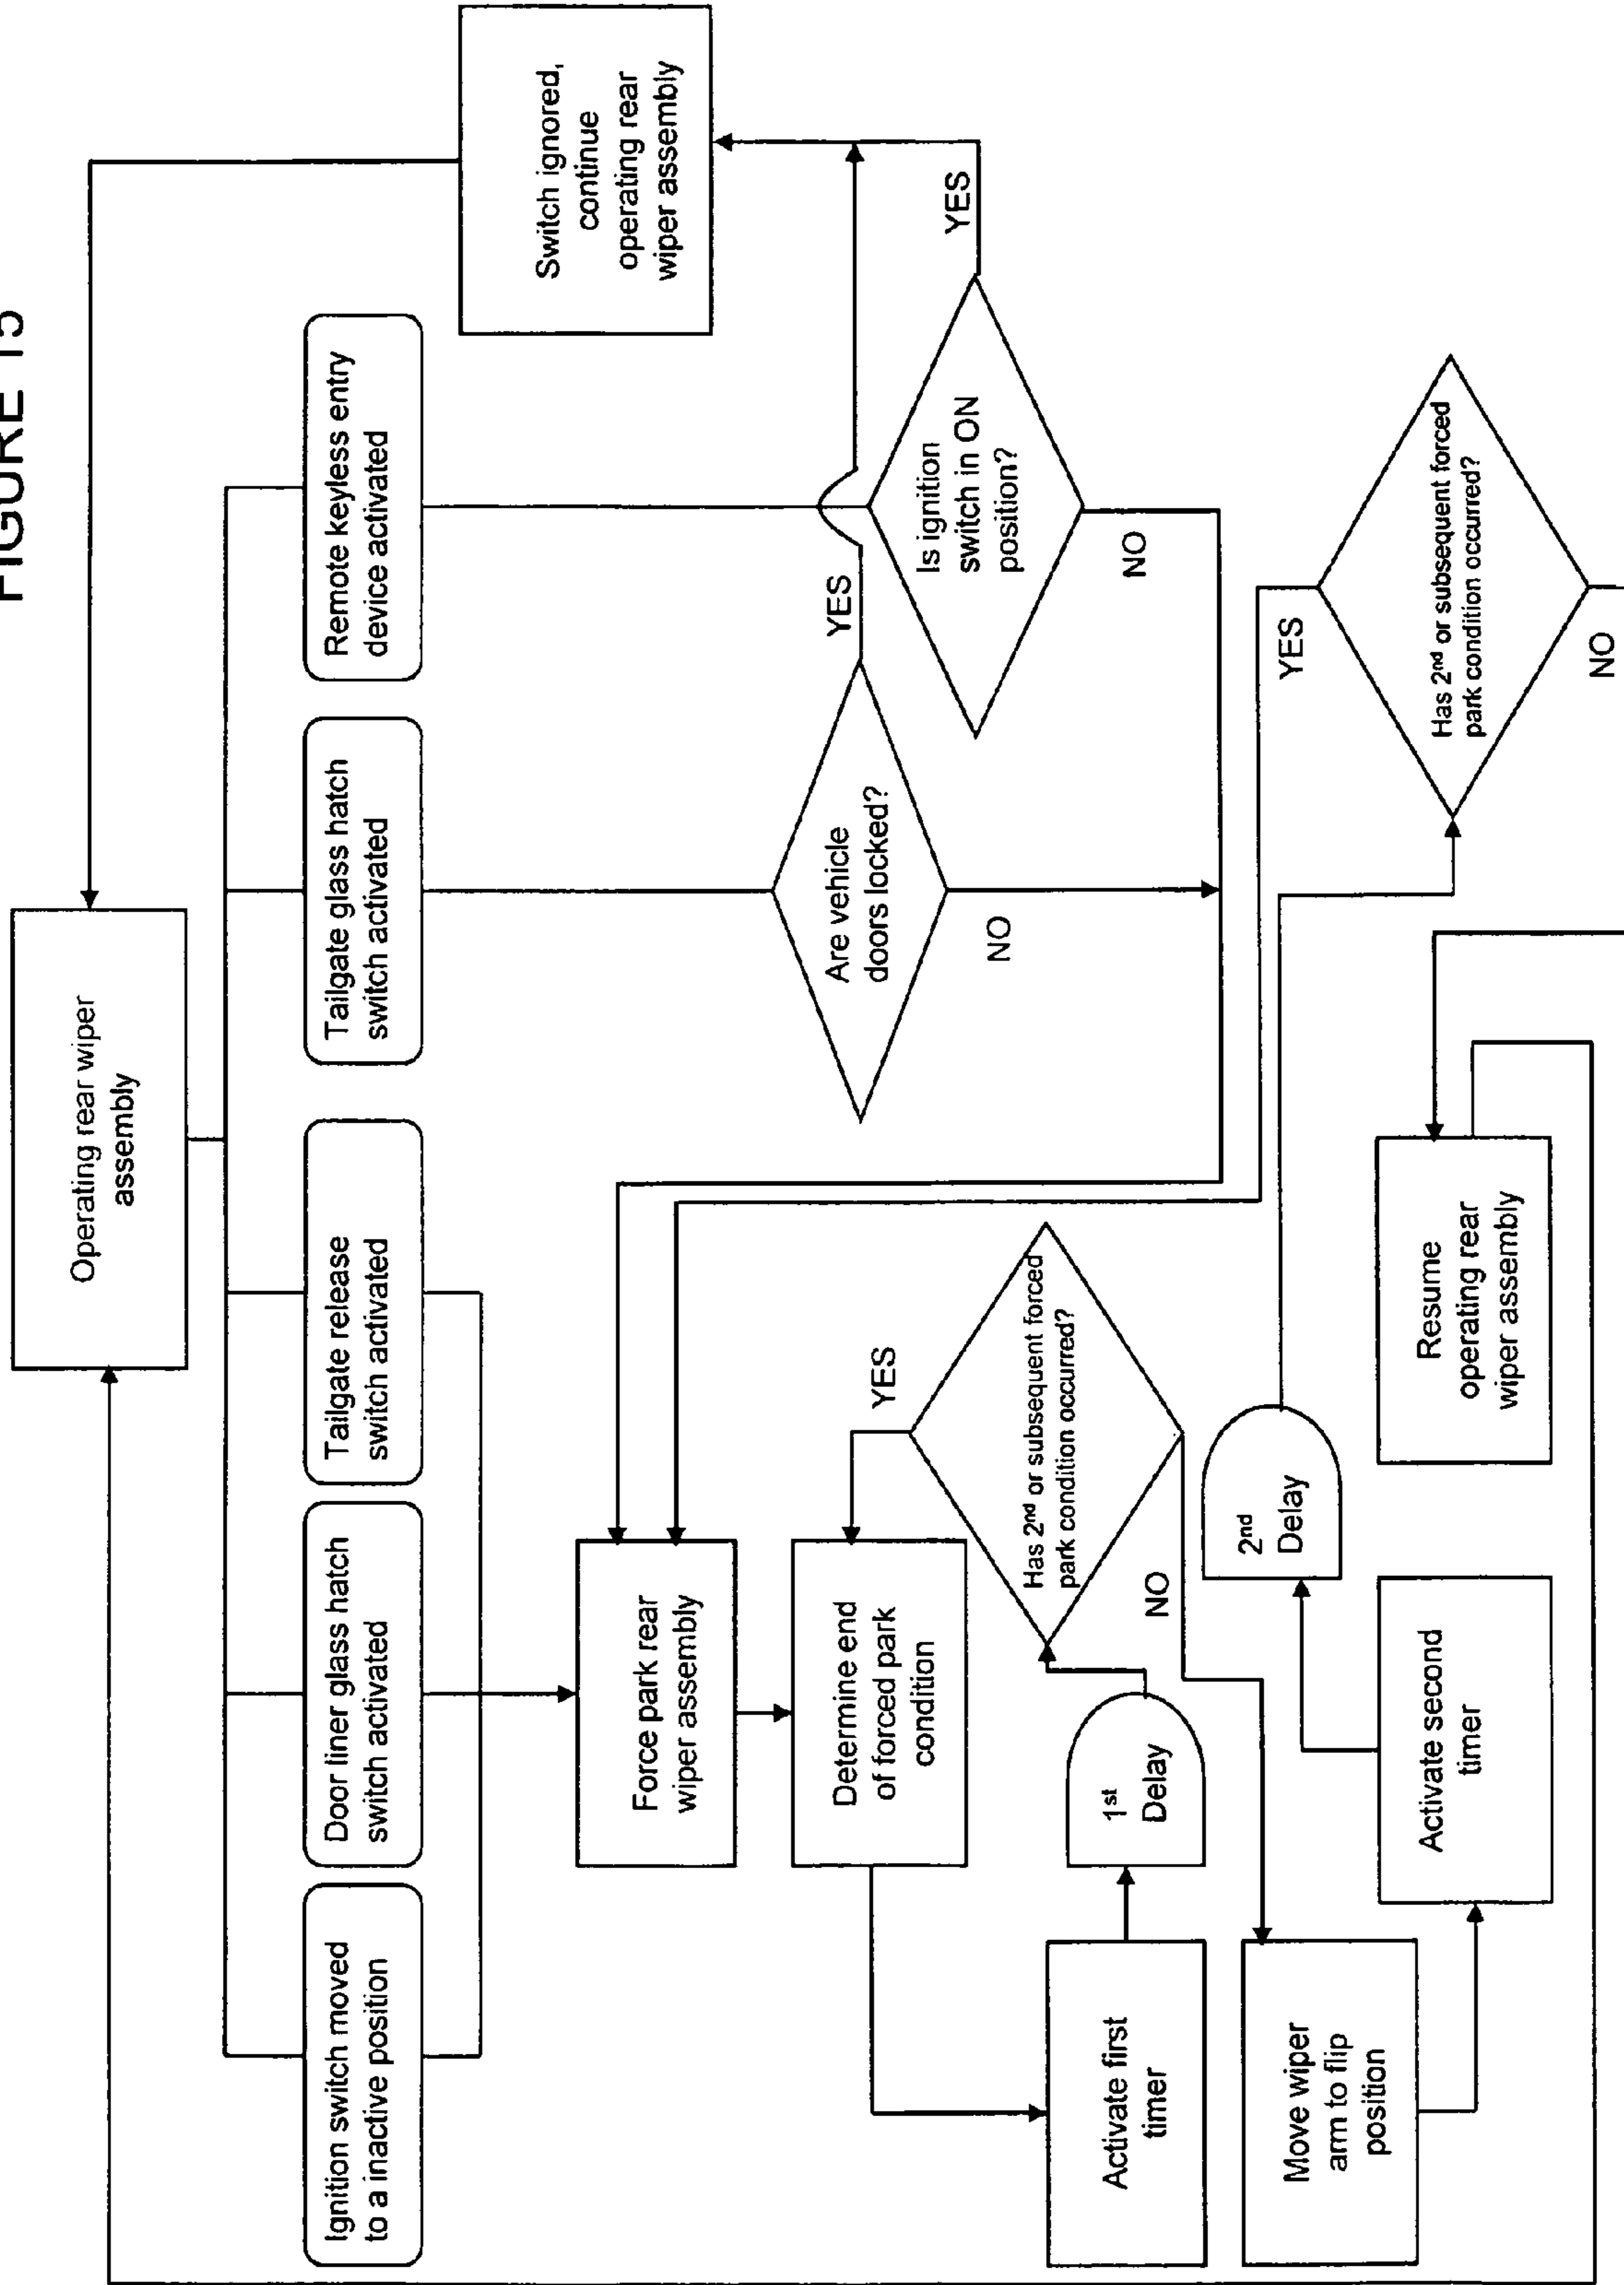 FIGURE
Operating rear wiper
assembly
Ignition switch moved
to a inactive position
Door liner glass hatch
switch activated
Tailgate release
switch activated
Tailgate glass hatch
switch activated
Remote keyless entry
device activated
Switch ignored,
continue
operating rear
wiper assembly
Force park rear
wiper assembly
Are vehicle
doors locked?
YES
NO
Is ignition
switch in ON
position?
YES
NO
Determine end
of forced park
condition
YES
Has 2nd or subsequent forced
park condition occurred?
NO
Activate first
timer
1st
Delay
Move wiper
arm to flip
position
Activate second
timer
2nd
Delay
YES
Has 2nd or subsequent forced
park condition occurred?
NO
Resume
operating rear
wiper assembly